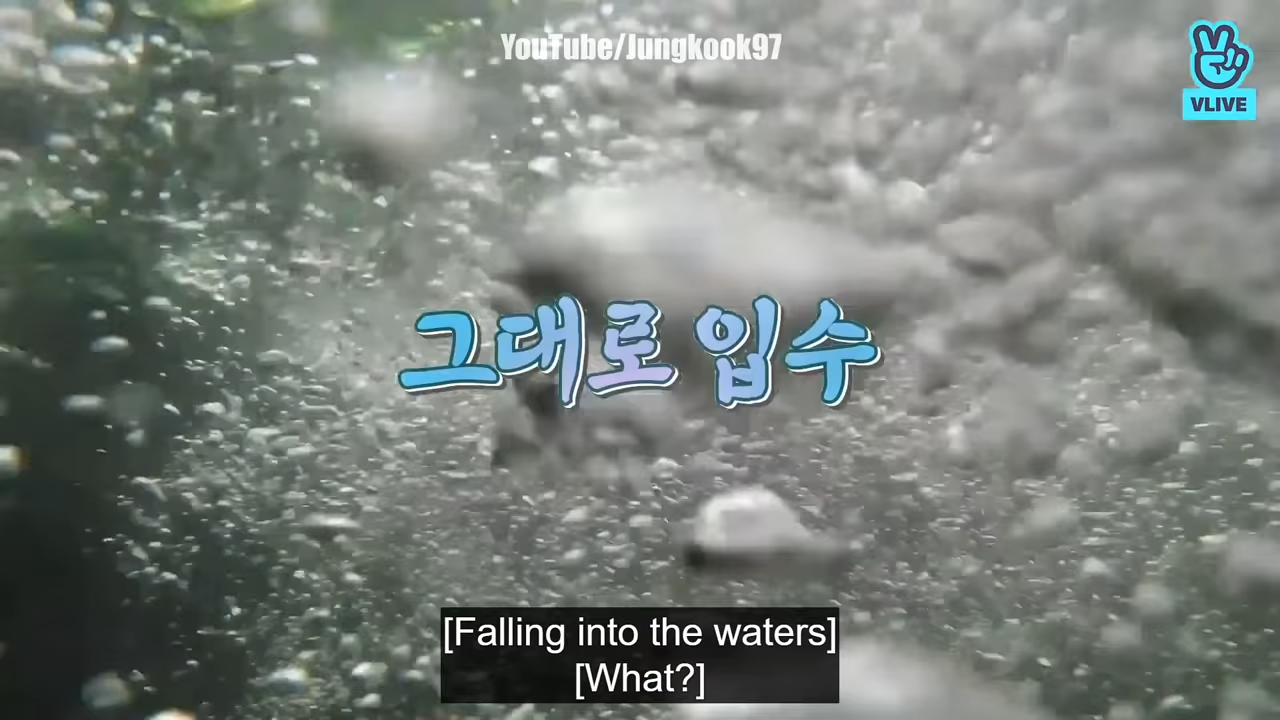 YouTube/Jungkook97
VLIVE
그대로 입수
[Falling into the waters]
[What?]